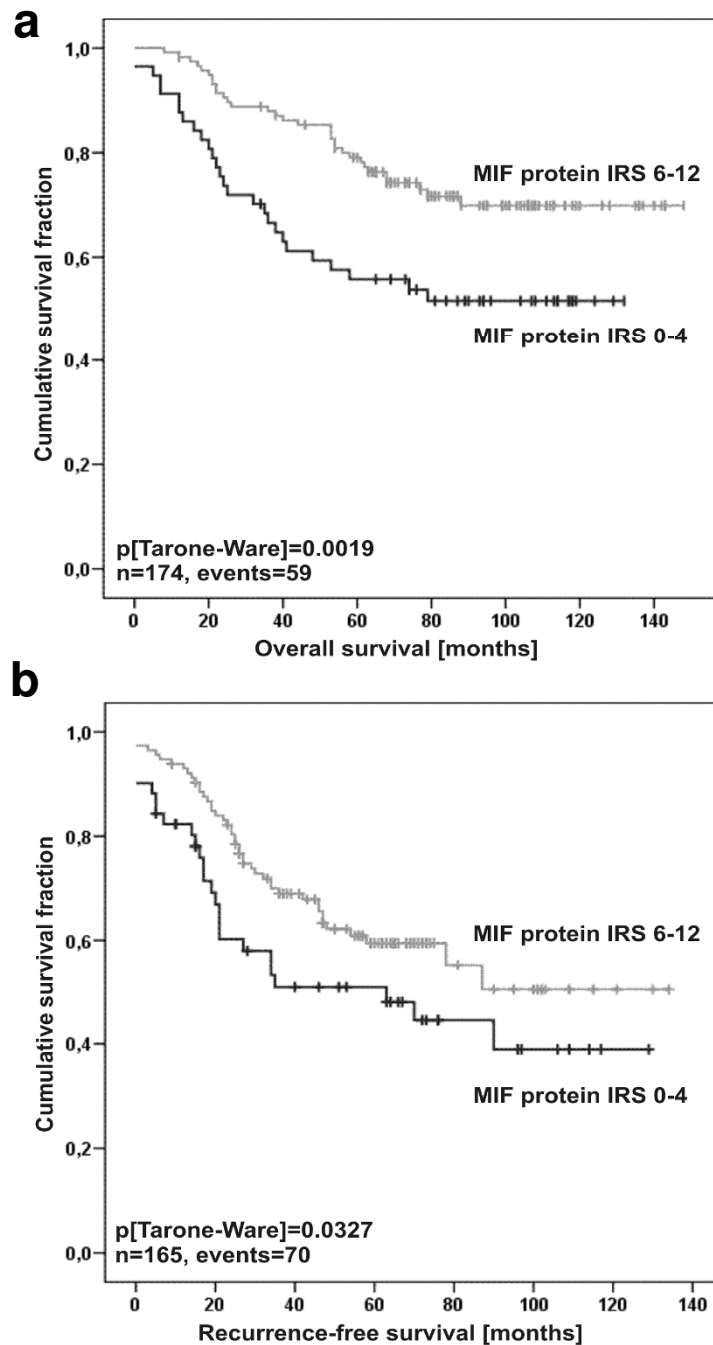 a
1,0
0,8
0,6
0,4
0,2
0,0
Cumulative survival fraction
MIF protein IRS 6-12
MIF protein IRS 0-4
p[Tarone-Ware]=0.0019
n=174, events=59
0 20 40 60 80 100 120 140
Overall survival [months]
b
1,0
0,8
0,6
0,4
0,2
0,0
Cumulative survival fraction
MIF protein IRS 6-12
MIF protein IRS 0-4
p[Tarone-Ware]=0.0327
n=165, events=70
0 20 40 60 80 100 120 140
Recurrence-free survival [months]